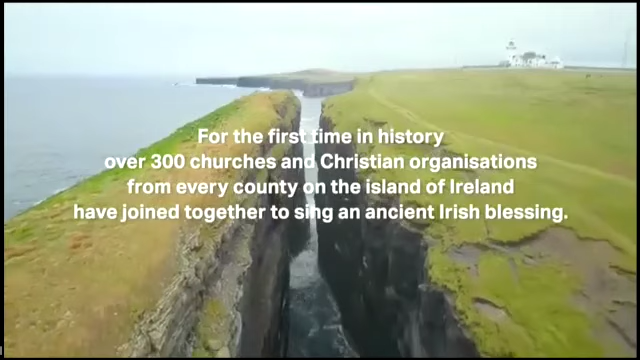 For the first time in history
over 300 churches and Christian organisations
from every county on the island of Ireland
have joined together to sing an ancient Irish blessing.